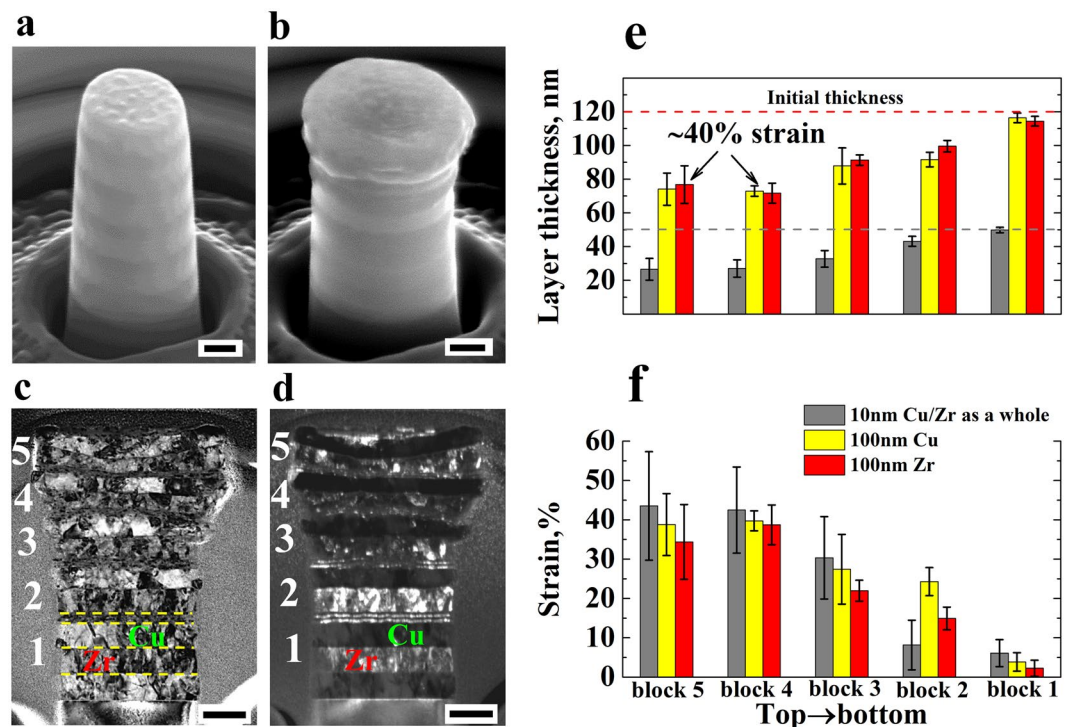 a
b
e
Layer thickness, nm
120
100
80
60
40
20
Initial thickness
~40% strain
c
d
5
4
3
2
1
Cu
Zr
5
4
3
2
1
Cu
Zr
f
10nm Cu/Zr as a whole
100nm Cu
100nm Zr
Strain,%
60
50
40
30
20
10
0
block 5 block 4 block 3 block 2 block 1
Top→bottom